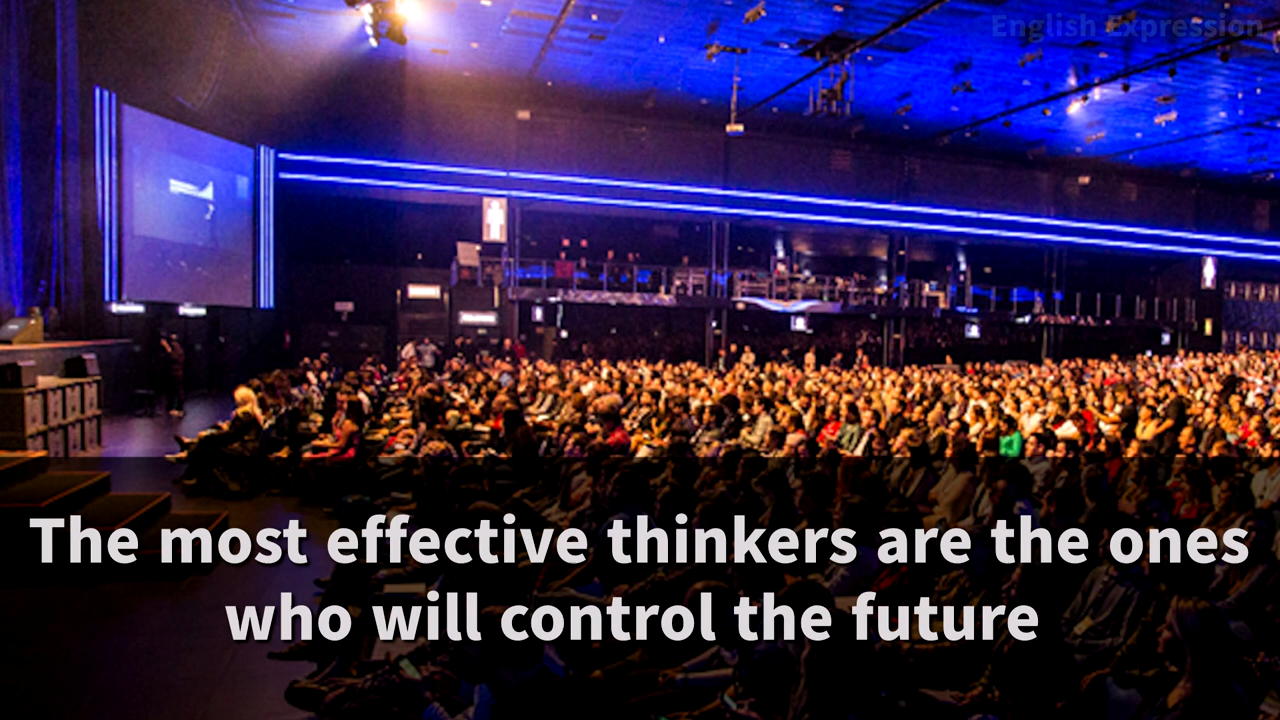 English Expression
The most effective thinkers are the ones
who will control the future